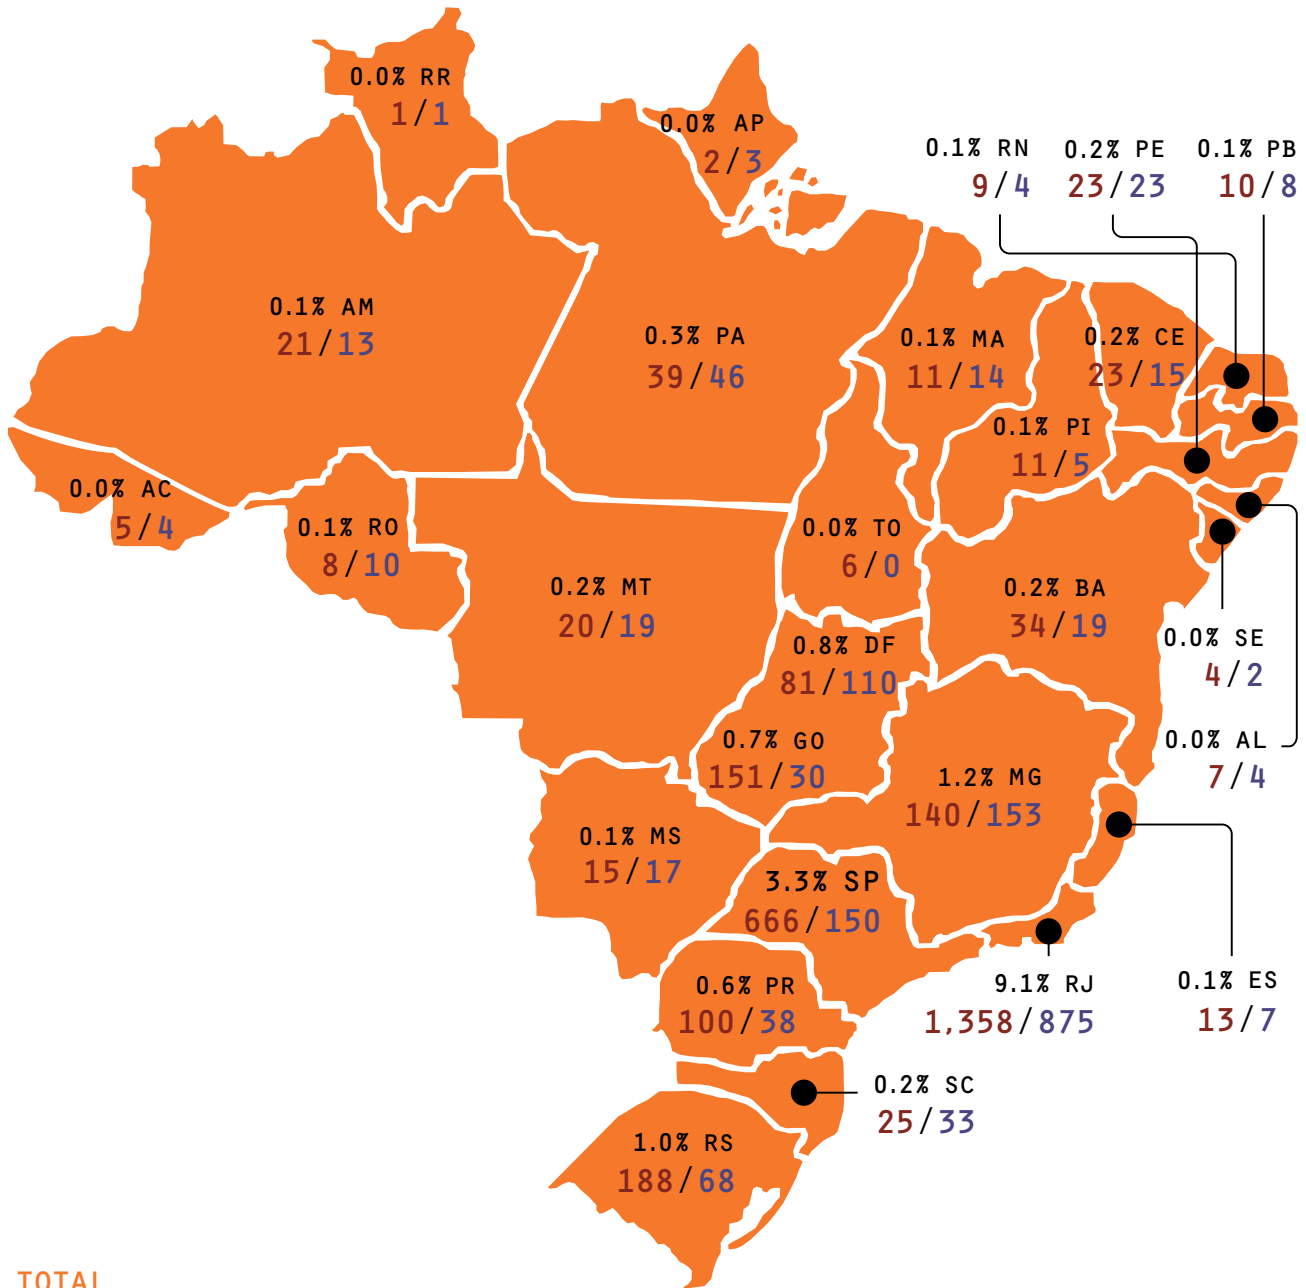 0.0% RR
1/1
0.0% AP
2/3
0.1% RN
9/4
0.2% PE
23/23
0.1% PB
10/8
0.1% AM
21/13
0.3% PA
39/46
0.1% MA
11/14
0.2% CE
23/15
0.1% PI
11/5
0.0% AC
5/4
0.1% RO
8/10
0.0% TO
6/0
0.2% MT
20/19
0.2% BA
34/19
0.0% SE
4/2
0.8% DF
81/110
0.0% AL
7/4
0.7% GO
151/30
1.2% MG
140/153
0.1% MS
15/17
3.3% SP
666/150
0.6% PR
100/38
9.1% RJ
1,358/875
0.1% ES
13/7
0.2% SC
25/33
1.0% RS
188/68
TOTAL